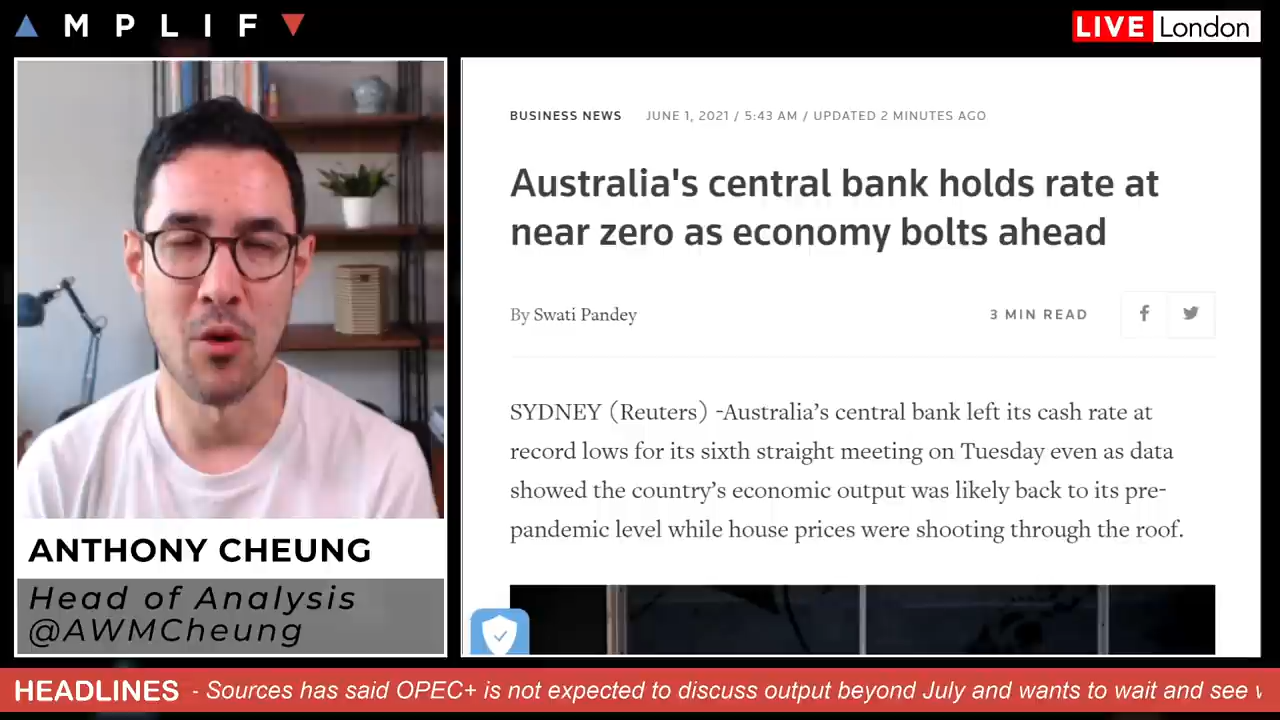 AMPLIFY
LIVE London
BUSINESS NEWS JUNE 1, 2021 / 5:43 AM / UPDATED 2 MINUTES AGO
Australia's central bank holds rate at
near zero as economy bolts ahead
By Swati Pandey
3 MIN READ
SYDNEY (Reuters) -Australia’s central bank left its cash rate at
record lows for its sixth straight meeting on Tuesday even as data
showed the country’s economic output was likely back to its pre-
pandemic level while house prices were shooting through the roof.
ANTHONY CHEUNG
Head of Analysis
@AWMCheung
HEADLINES - Sources has said OPEC+ is not expected to discuss output beyond July and wants to wait and see